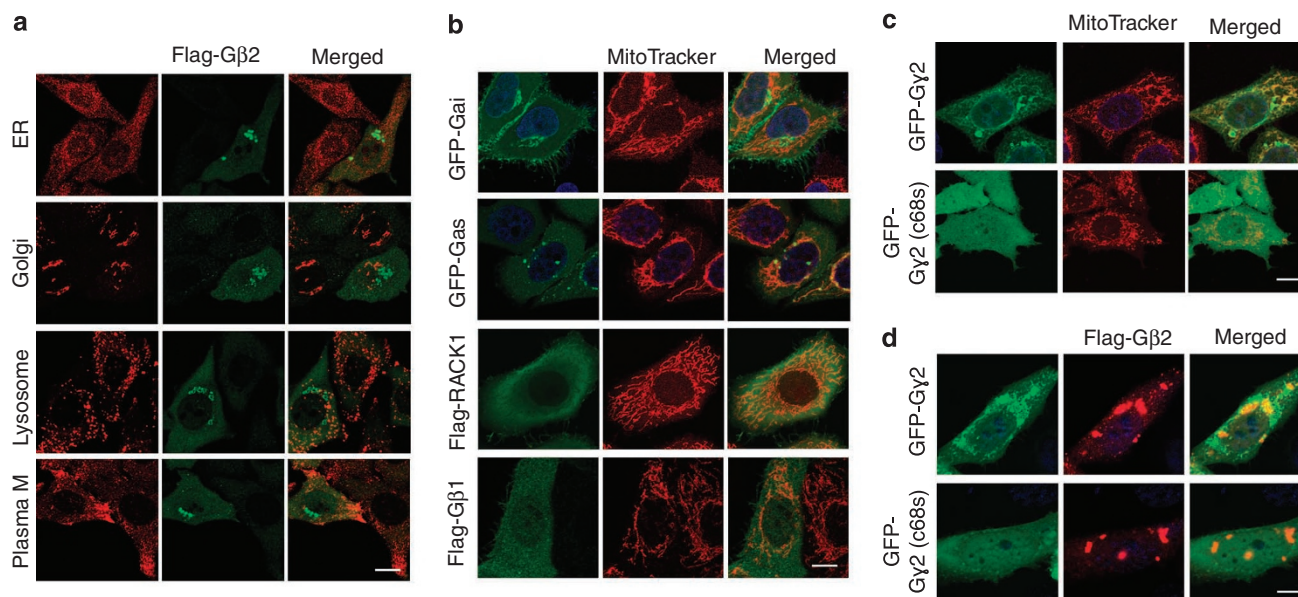 a
Flag-Gβ2 Merged
ER
Golgi
Lysosome
Plasma M
b
MitoTracker Merged
GFP-Gai
GFP-Gas
Flag-RACK1
Flag-Gβ1
c
MitoTracker Merged
GFP-Gγ2
GFP-
Gγ2 (c68s)
d
Flag-Gβ2 Merged
GFP-Gγ2
GFP-
Gγ2 (c68s)